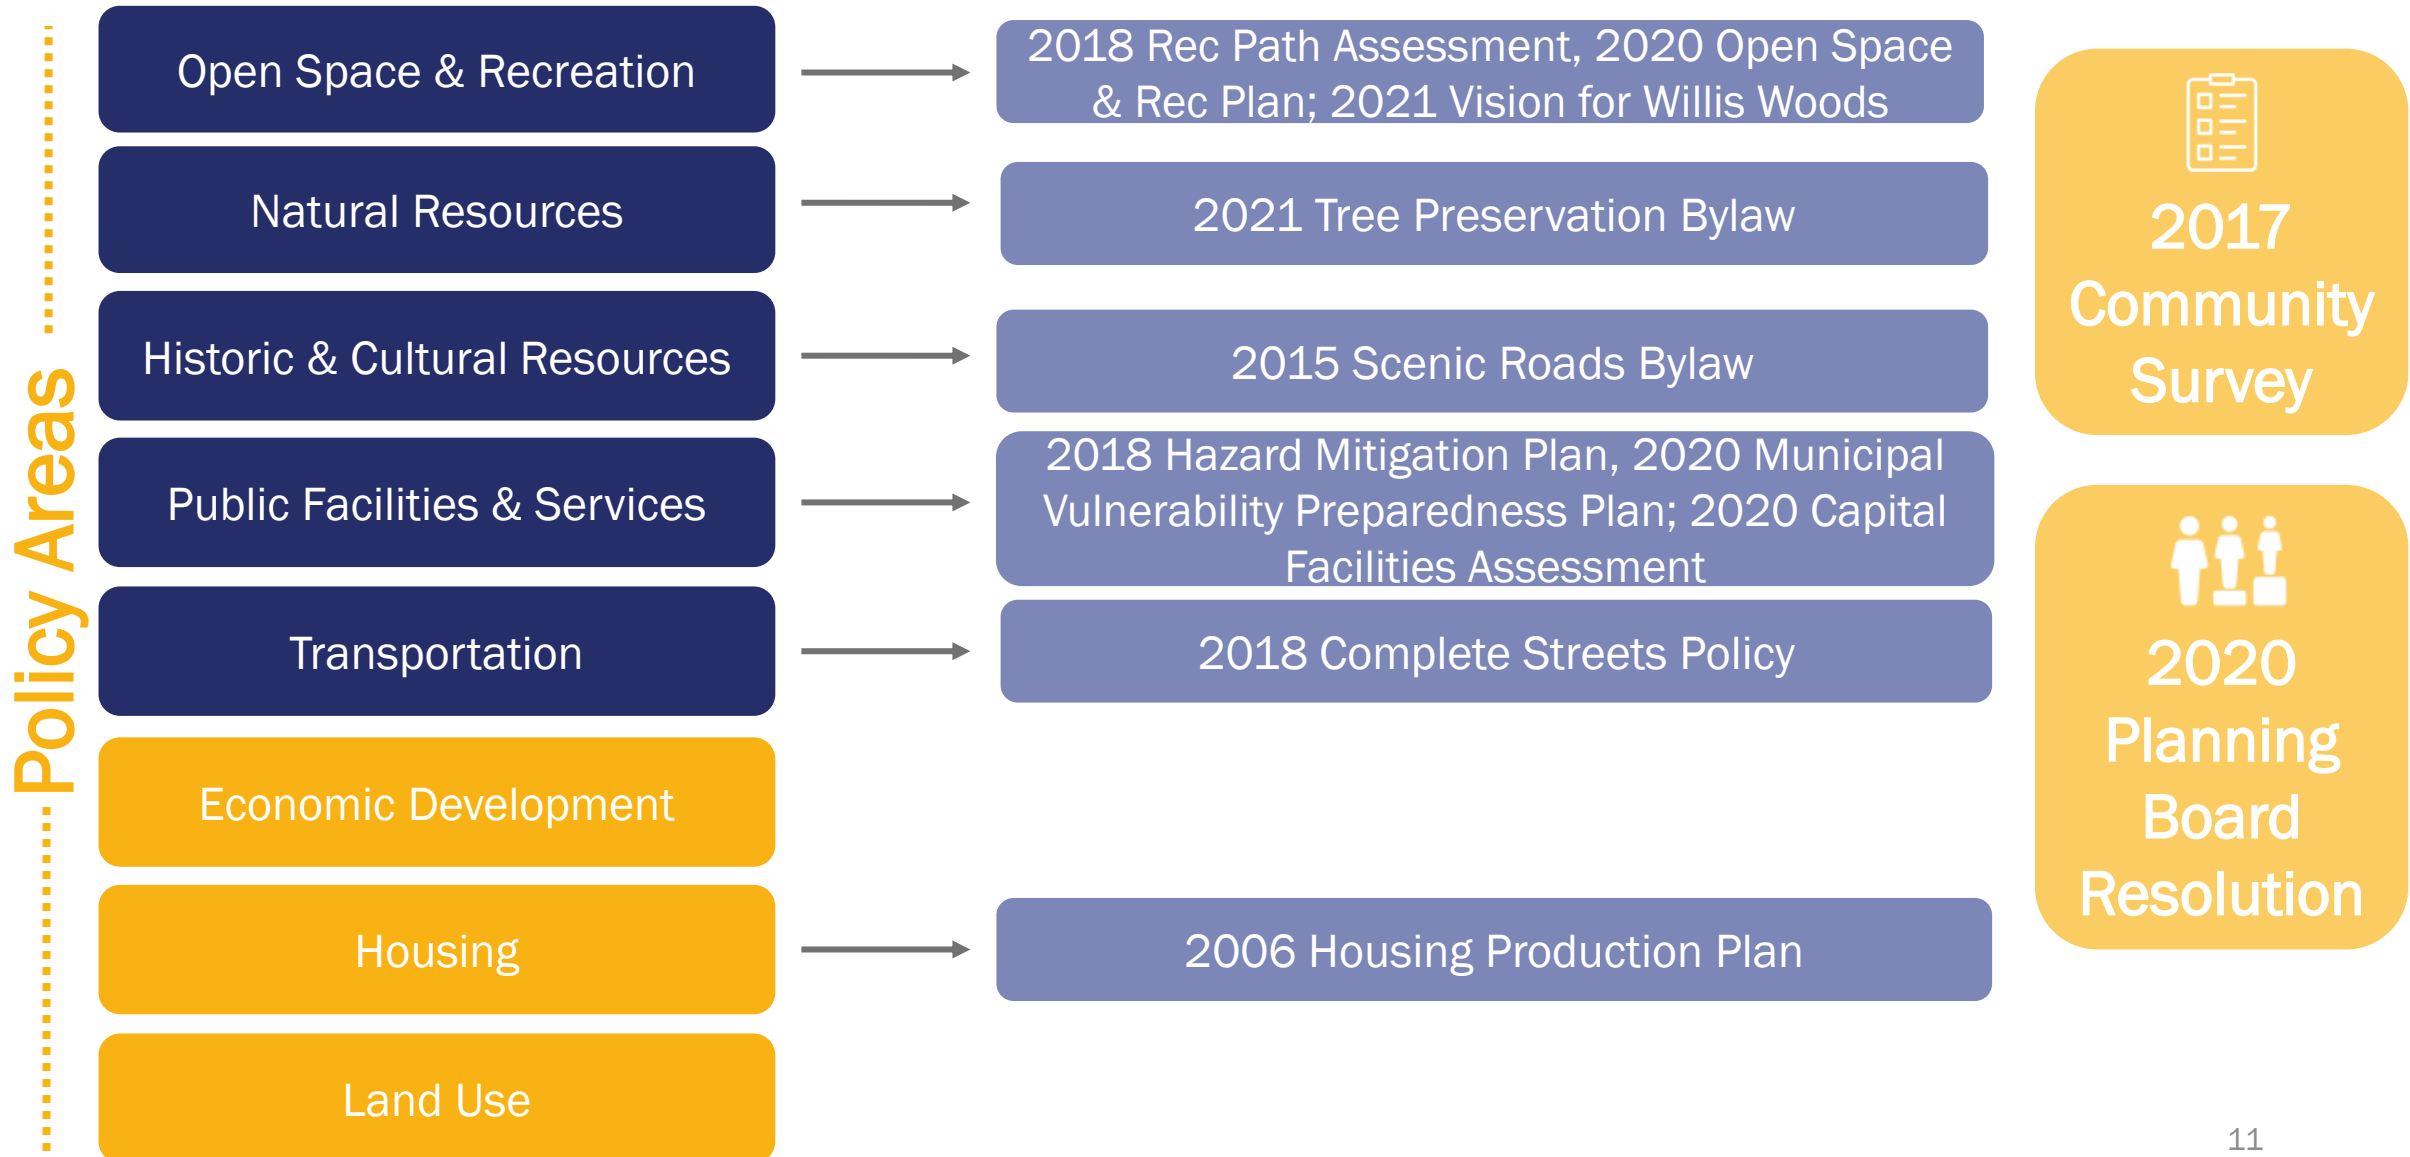 Policy Areas
Open Space & Recreation
2018 Rec Path Assessment, 2020 Open Space
& Rec Plan; 2021 Vision for Willis Woods
Natural Resources
2021 Tree Preservation Bylaw
Historic & Cultural Resources
2015 Scenic Roads Bylaw
Public Facilities & Services
2018 Hazard Mitigation Plan, 2020 Municipal
Vulnerability Preparedness Plan; 2020 Capital
Facilities Assessment
Transportation
2018 Complete Streets Policy
Economic Development
Housing
2006 Housing Production Plan
Land Use
2017
Community
Survey
2020
Planning
Board
Resolution
11